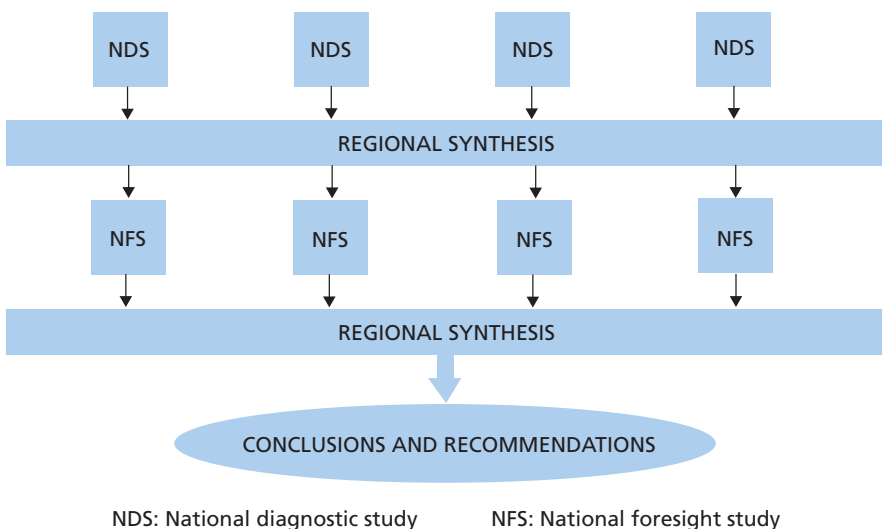 NDS NDS NDS NDS
REGIONAL SYNTHESIS
NFS NFS NFS NFS
REGIONAL SYNTHESIS
CONCLUSIONS AND RECOMMENDATIONS
NDS: National diagnostic study NFS: National foresight study